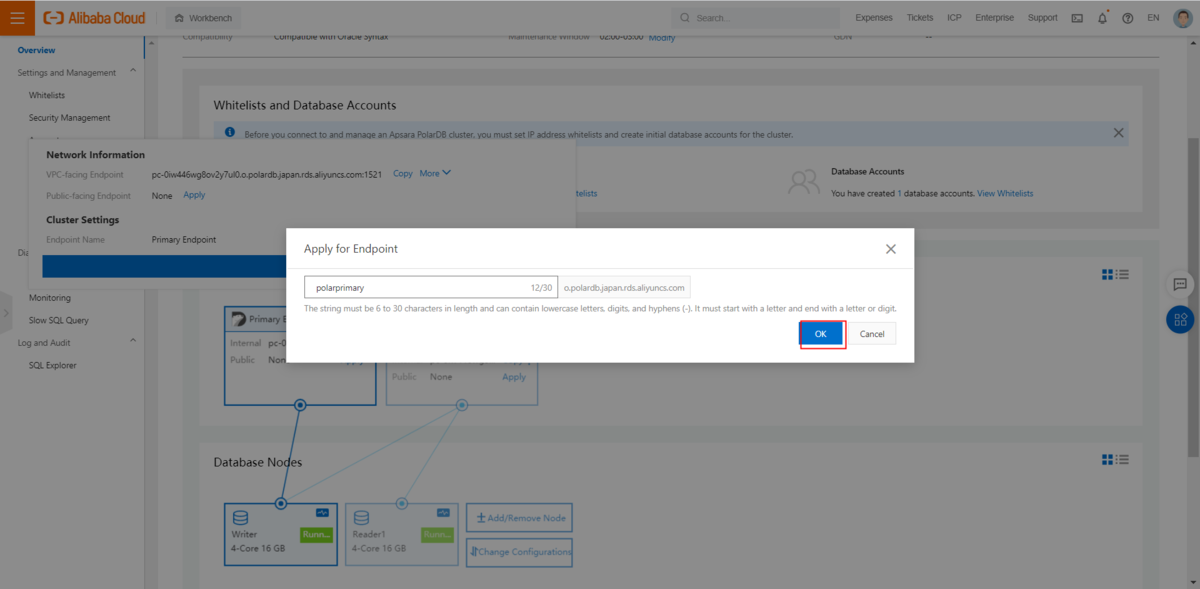 Alibaba Cloud
Workbench
Search...
Expenses Tickets ICP Enterprise Support EN
Overview
Settings and Management
Whitelists
Security Management
Compatibility Compatible with Oracle Syntax Maintenance Window 02:00-03:00 Modify GDN --
Whitelists and Database Accounts
Before you connect to and manage an Apsara PolarDB cluster, you must set IP address whitelists and create initial database accounts for the cluster.
Database Accounts
You have created 1 database accounts. View Whitelists
Network Information
VPC-facing Endpoint pc-0iw446wg8ov2y7ul0.o.polardb.japan.rds.aliyuncs.com:1521 Copy More
Public-facing Endpoint None Apply
Cluster Settings
Endpoint Name Primary Endpoint
Apply for Endpoint
polarprimary 12/30 o.polardb.japan.rds.aliyuncs.com
The string must be 6 to 30 characters in length and can contain lowercase letters, digits, and hyphens (-). It must start with a letter and end with a letter or digit.
OK Cancel
Monitoring
Slow SQL Query
Log and Audit
SQL Explorer
Primary
Internal
Public
Public None Apply
Database Nodes
Writer Runn...
4-Core 16 GB
Reader1 Runn...
4-Core 16 GB
Add/Remove Node
Change Configurations